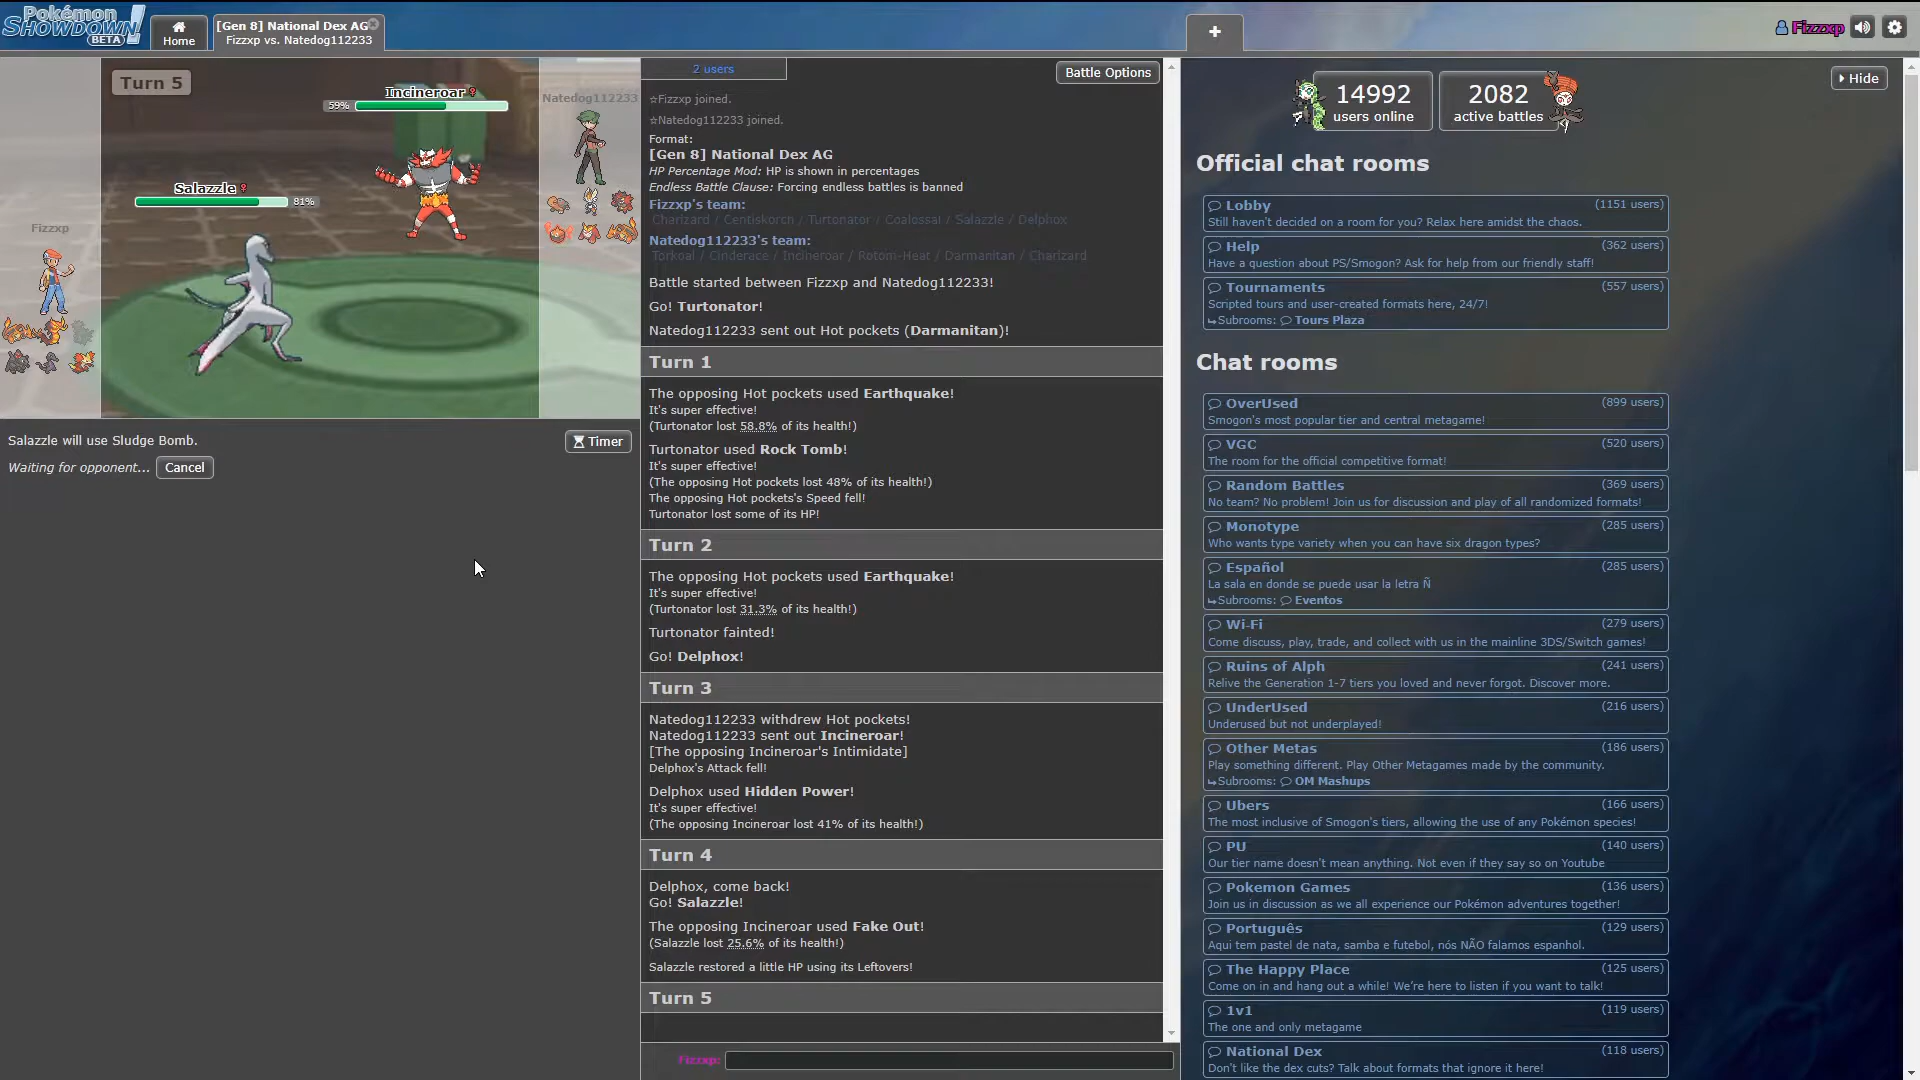 Pokémon
SHOWDOWN!
BETA
Home
[Gen 8] National Dex AG
Fizzxp vs. Natedog112233
+
Fizzxp
Turn 5
Incineroar
59%
Salazzle
81%
Natedog112233
Fizzxp
Salazzle will use Sludge Bomb.
Timer
Waiting for opponent...
Cancel
2 users
Battle Options
☆Fizzxp joined.
☆Natedog112233 joined.
Format:
[Gen 8] National Dex AG
HP Percentage Mod: HP is shown in percentages
Endless Battle Clause: Forcing endless battles is banned
Fizzxp's team:
Charizard / Centiskorch / Turtonator / Coalossal / Salazzle / Delphox
Natedog112233's team:
Torkoal / Cinderace / Incineroar / Rotom-Heat / Darmanitan / Charizard
Battle started between Fizzxp and Natedog112233!
Go! Turtonator!
Natedog112233 sent out Hot pockets (Darmanitan)!
Turn 1
The opposing Hot pockets used Earthquake!
It's super effective!
(Turtonator lost 58.8% of its health!)
Turtonator used Rock Tomb!
It's super effective!
(The opposing Hot pockets lost 48% of its health!)
The opposing Hot pockets's Speed fell!
Turtonator lost some of its HP!
Turn 2
The opposing Hot pockets used Earthquake!
It's super effective!
(Turtonator lost 31.3% of its health!)
Turtonator fainted!
Go! Delphox!
Turn 3
Natedog112233 withdrew Hot pockets!
Natedog112233 sent out Incineroar!
[The opposing Incineroar's Intimidate]
Delphox's Attack fell!
Delphox used Hidden Power!
It's super effective!
(The opposing Incineroar lost 41% of its health!)
Turn 4
Delphox, come back!
Go! Salazzle!
The opposing Incineroar used Fake Out!
(Salazzle lost 25.6% of its health!)
Salazzle restored a little HP using its Leftovers!
Turn 5
Fizzxp:
14992
users online
2082
active battles
Hide
Official chat rooms
Lobby (1151 users)
Still haven't decided on a room for you? Relax here amidst the chaos.
Help (362 users)
Have a question about PS/Smogon? Ask for help from our friendly staff!
Tournaments (557 users)
Scripted tours and user-created formats here, 24/7!
↳Subrooms: Tours Plaza
Chat rooms
OverUsed (899 users)
Smogon's most popular tier and central metagame!
VGC (520 users)
The room for the official competitive format!
Random Battles (369 users)
No team? No problem! Join us for discussion and play of all randomized formats!
Monotype (285 users)
Who wants type variety when you can have six dragon types?
Español (285 users)
La sala en donde se puede usar la letra Ñ
↳Subrooms: Eventos
Wi-Fi (279 users)
Come discuss, play, trade, and collect with us in the mainline 3DS/Switch games!
Ruins of Alph (241 users)
Relive the Generation 1-7 tiers you loved and never forgot. Discover more.
UnderUsed (216 users)
Underused but not underplayed!
Other Metas (186 users)
Play something different. Play Other Metagames made by the community.
↳Subrooms: OM Mashups
Ubers (166 users)
The most inclusive of Smogon's tiers, allowing the use of any Pokémon species!
PU (140 users)
Our tier name doesn't mean anything. Not even if they say so on Youtube
Pokemon Games (136 users)
Join us in discussion as we all experience our Pokémon adventures together!
Português (129 users)
Aqui tem pastel de nata, samba e futebol, nós NÃO falamos espanhol.
The Happy Place (125 users)
Come on in and hang out a while! We're here to listen if you want to talk!
1v1 (119 users)
The one and only metagame
National Dex (118 users)
Don't like the dex cuts? Talk about formats that ignore it here!